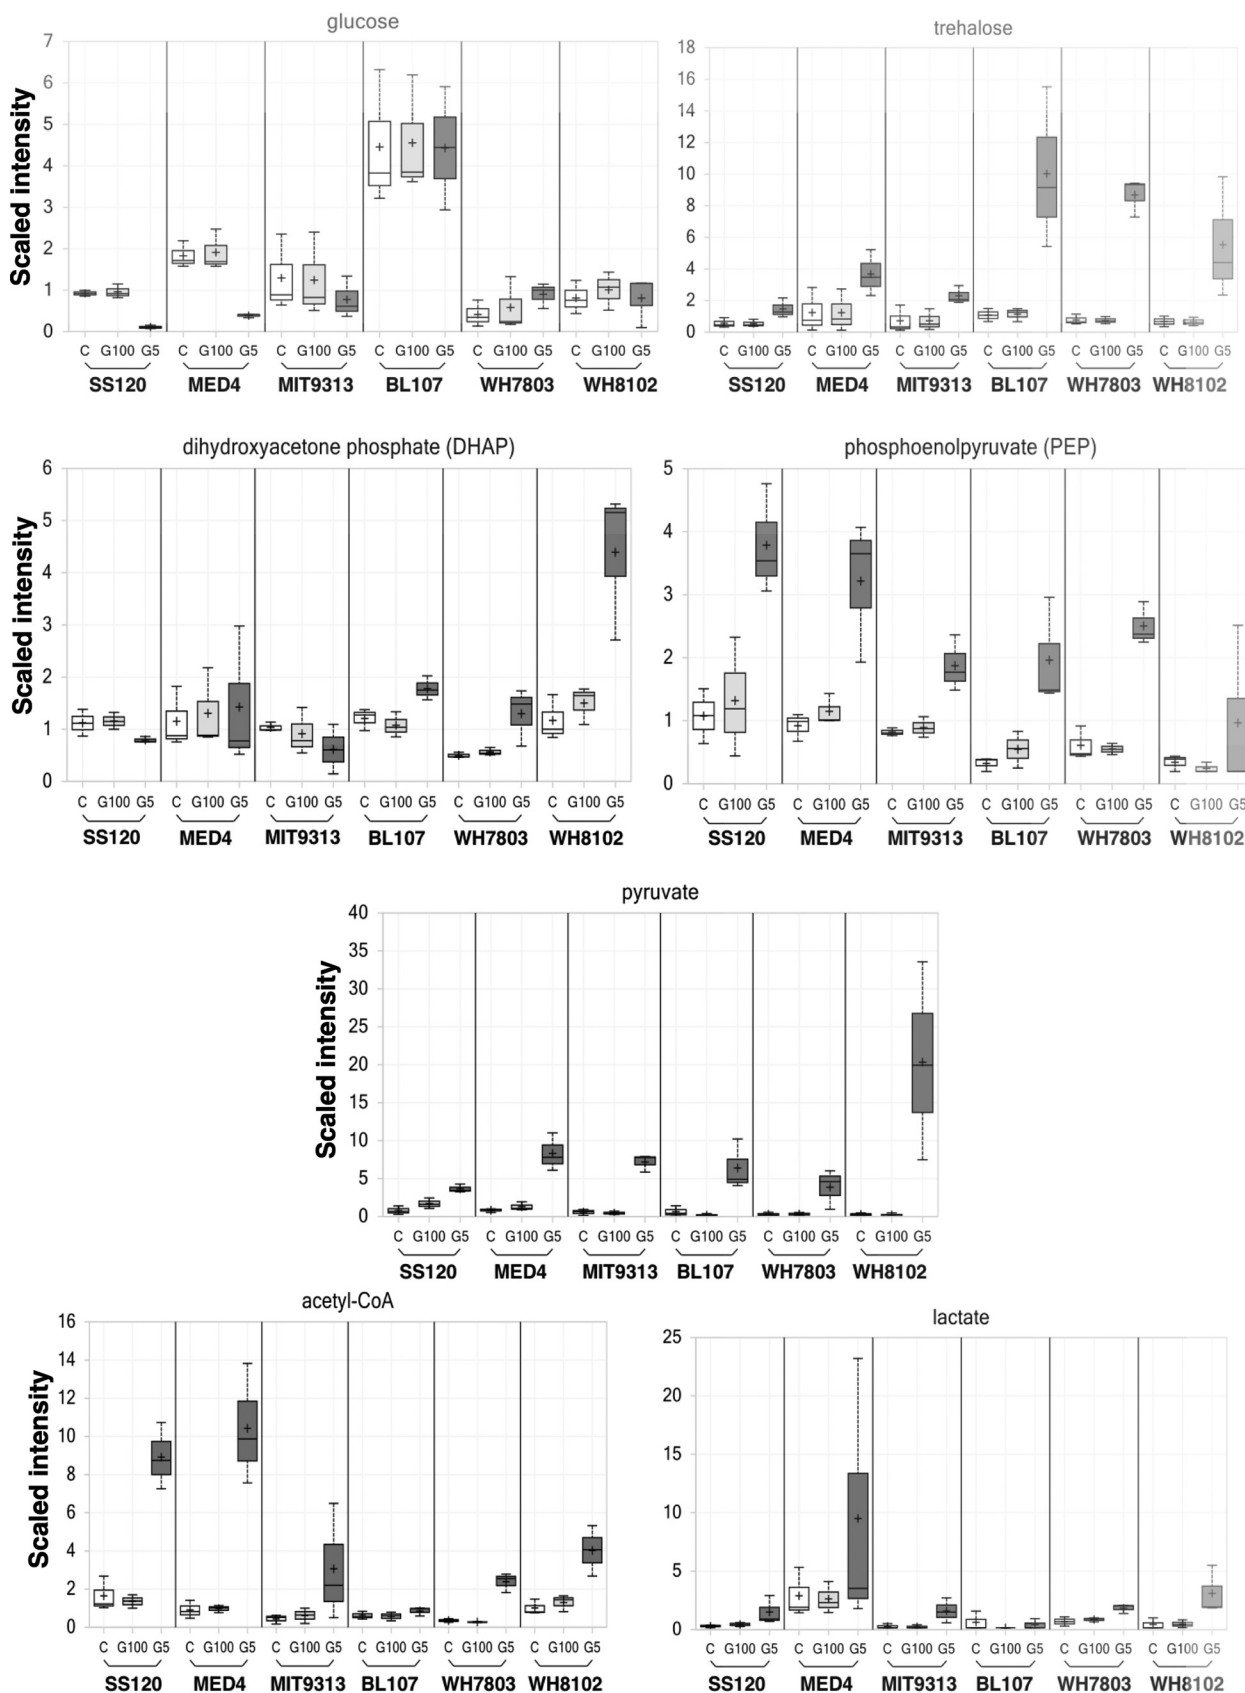 glucose
Scaled intensity
7
6
5
4
3
2
1
0
C G100 G5 C G100 G5 C G100 G5 C G100 G5 C G100 G5 C G100 G5
SS120 MED4 MIT9313 BL107 WH7803 WH8102
trehalose
18
16
14
12
10
8
6
4
2
0
C G100 G5 C G100 G5 C G100 G5 C G100 G5 C G100 G5 C G100 G5
SS120 MED4 MIT9313 BL107 WH7803 WH8102
dihydroxyacetone phosphate (DHAP)
Scaled intensity
6
5
4
3
2
1
0
C G100 G5 C G100 G5 C G100 G5 C G100 G5 C G100 G5 C G100 G5
SS120 MED4 MIT9313 BL107 WH7803 WH8102
phosphoenolpyruvate (PEP)
5
4
3
2
1
0
C G100 G5 C G100 G5 C G100 G5 C G100 G5 C G100 G5 C G100 G5
SS120 MED4 MIT9313 BL107 WH7803 WH8102
pyruvate
Scaled intensity
40
35
30
25
20
15
10
5
0
C G100 G5 C G100 G5 C G100 G5 C G100 G5 C G100 G5 C G100 G5
SS120 MED4 MIT9313 BL107 WH7803 WH8102
acetyl-CoA
Scaled intensity
16
14
12
10
8
6
4
2
0
C G100 G5 C G100 G5 C G100 G5 C G100 G5 C G100 G5 C G100 G5
SS120 MED4 MIT9313 BL107 WH7803 WH8102
lactate
25
20
15
10
5
0
C G100 G5 C G100 G5 C G100 G5 C G100 G5 C G100 G5 C G100 G5
SS120 MED4 MIT9313 BL107 WH7803 WH8102